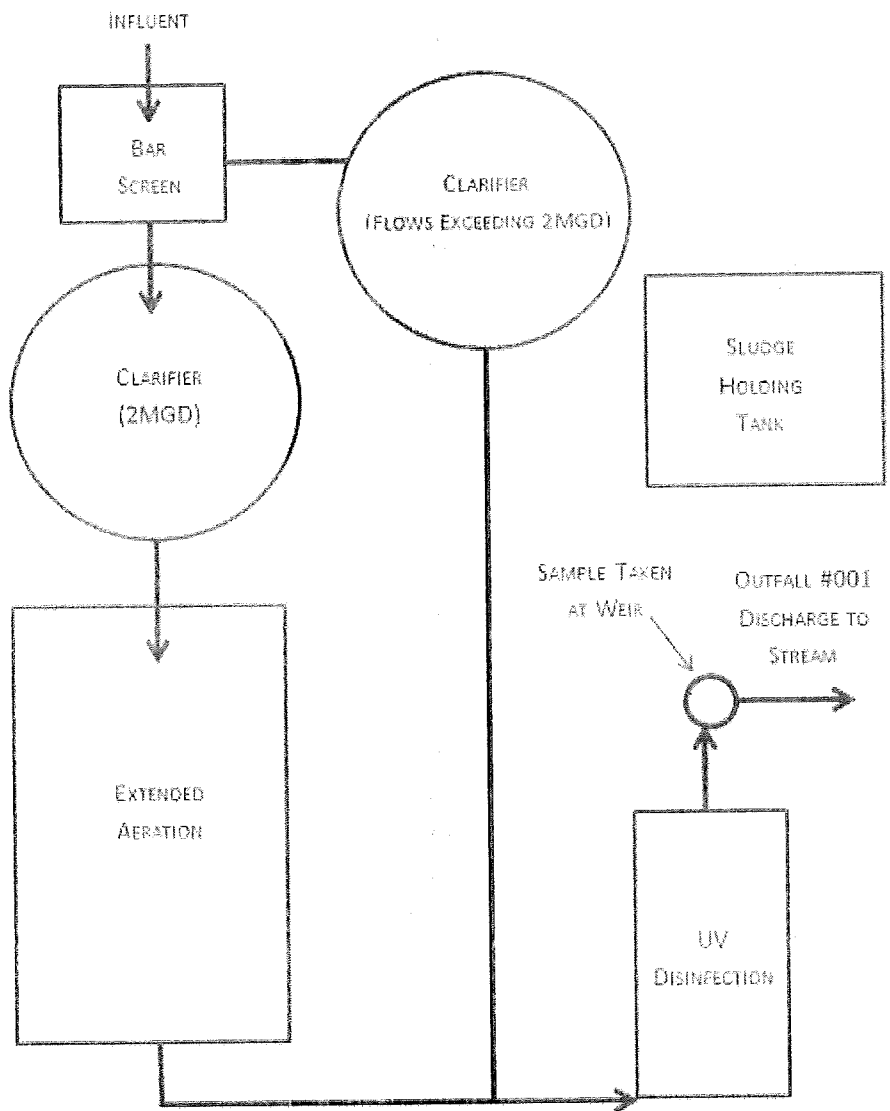 INFLUENT
BAR
SCREEN
CLARIFIER
(FLOWS EXCEEDING 2MGD)
CLARIFIER
(2MGD)
SLUDGE
HOLDING
TANK
SAMPLE TAKEN
AT WEIR
OUTFALL #001
DISCHARGE TO
STREAM
EXTENDED
AERATION
UV
DISINFECTION